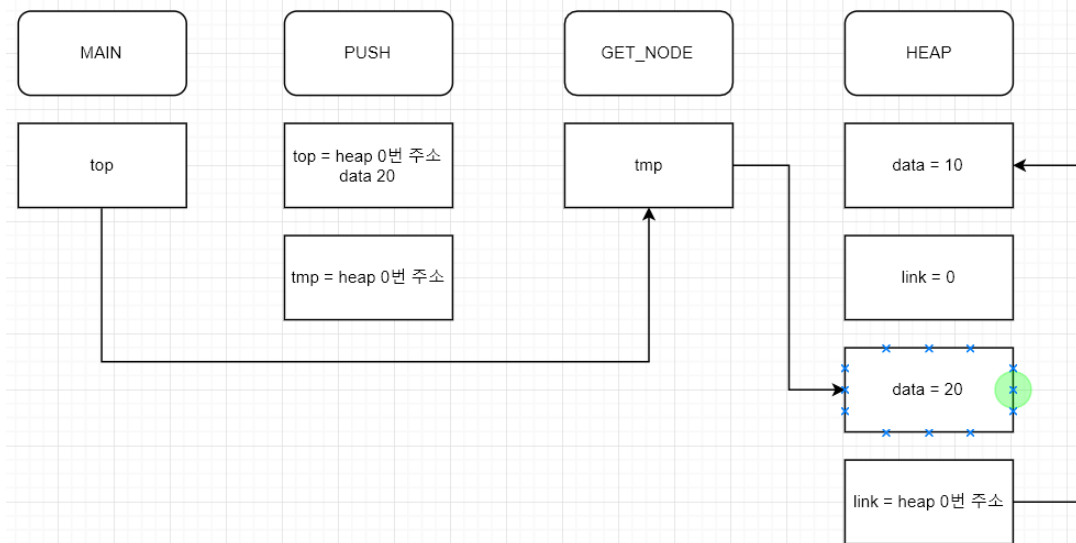 MAIN
PUSH
GET_NODE
HEAP
top
top = heap 0번 주소
data 20
tmp
data = 10
tmp = heap 0번 주소
link = 0
data = 20
link = heap 0번 주소